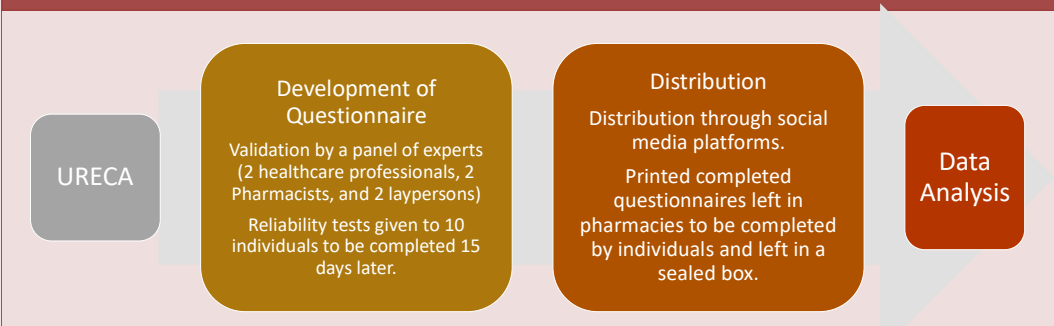 URECA
Development of
Questionnaire
Validation by a panel of experts
(2 healthcare professionals, 2
Pharmacists, and 2 laypersons)
Reliability tests given to 10
individuals to be completed 15
days later.
Distribution
Distribution through social
media platforms.
Printed completed
questionnaires left in
pharmacies to be completed
by individuals and left in a
sealed box.
Data
Analysis